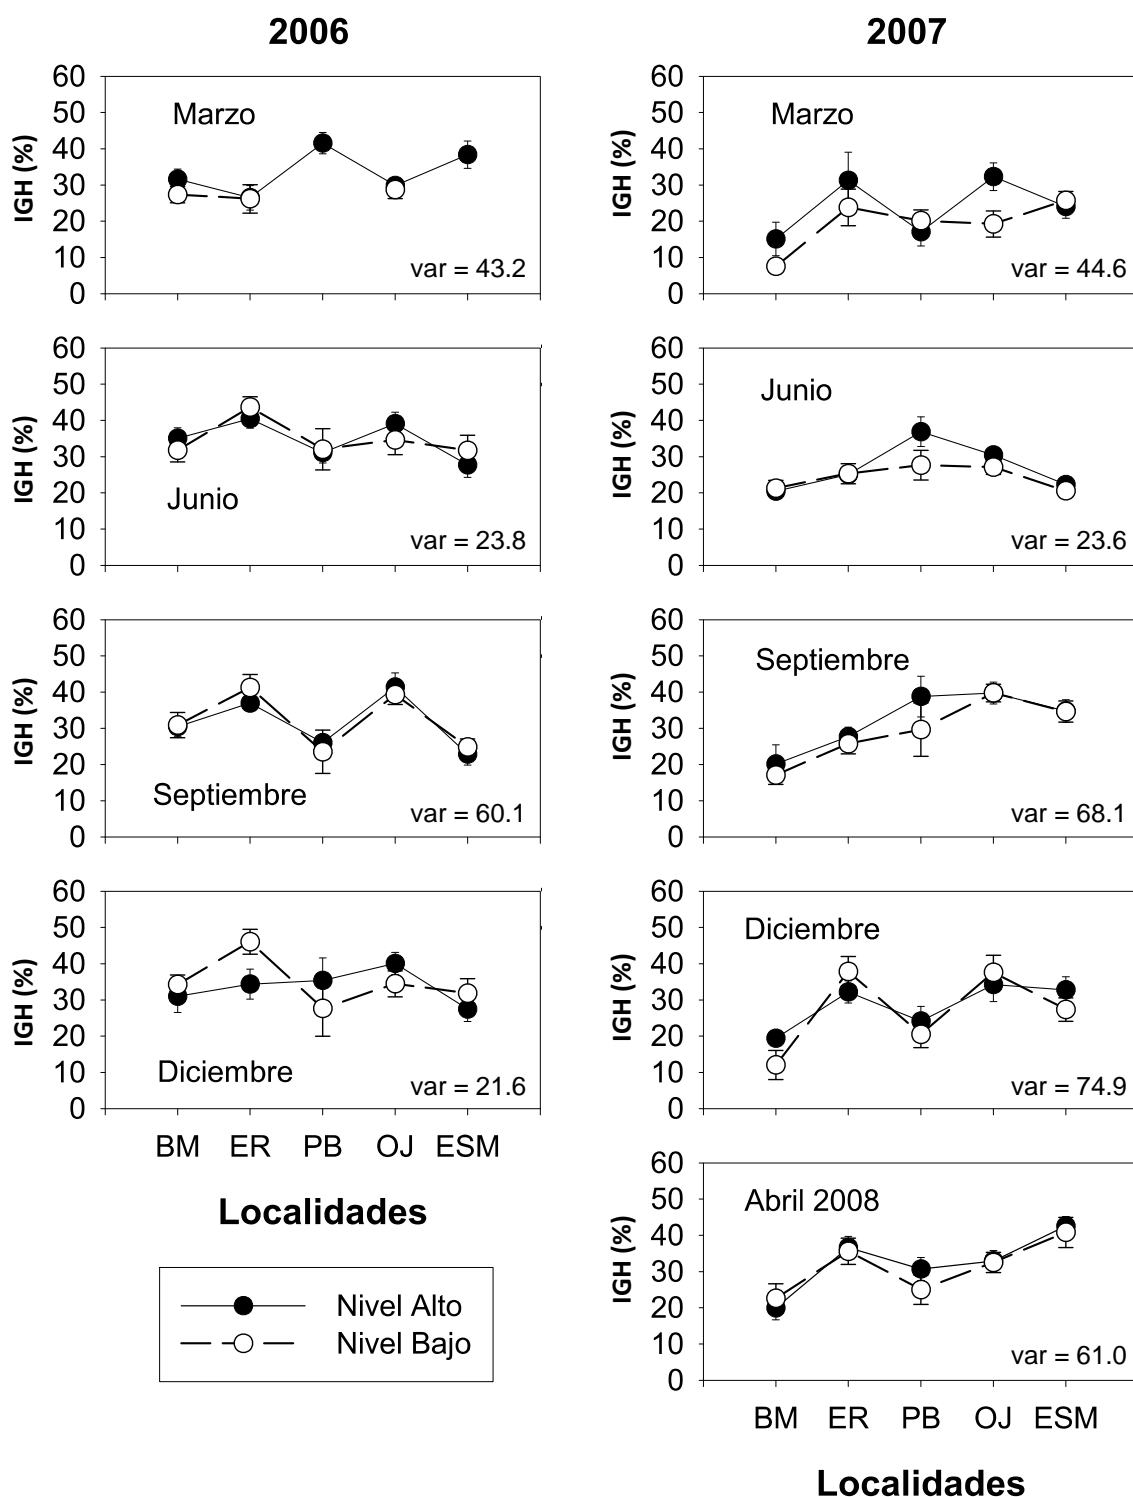 2006
60
50
40
30
20
10
0
IGH (%)
Marzo
var = 43.2
60
50
40
30
20
10
0
IGH (%)
Junio
var = 23.8
60
50
40
30
20
10
0
IGH (%)
Septiembre
var = 60.1
60
50
40
30
20
10
0
IGH (%)
Diciembre
var = 21.6
BM ER PB OJ ESM
Localidades
Nivel Alto
Nivel Bajo
2007
60
50
40
30
20
10
0
IGH (%)
Marzo
var = 44.6
60
50
40
30
20
10
0
IGH (%)
Junio
var = 23.6
60
50
40
30
20
10
0
IGH (%)
Septiembre
var = 68.1
60
50
40
30
20
10
0
IGH (%)
Diciembre
var = 74.9
60
50
40
30
20
10
0
IGH (%)
Abril 2008
var = 61.0
BM ER PB OJ ESM
Localidades